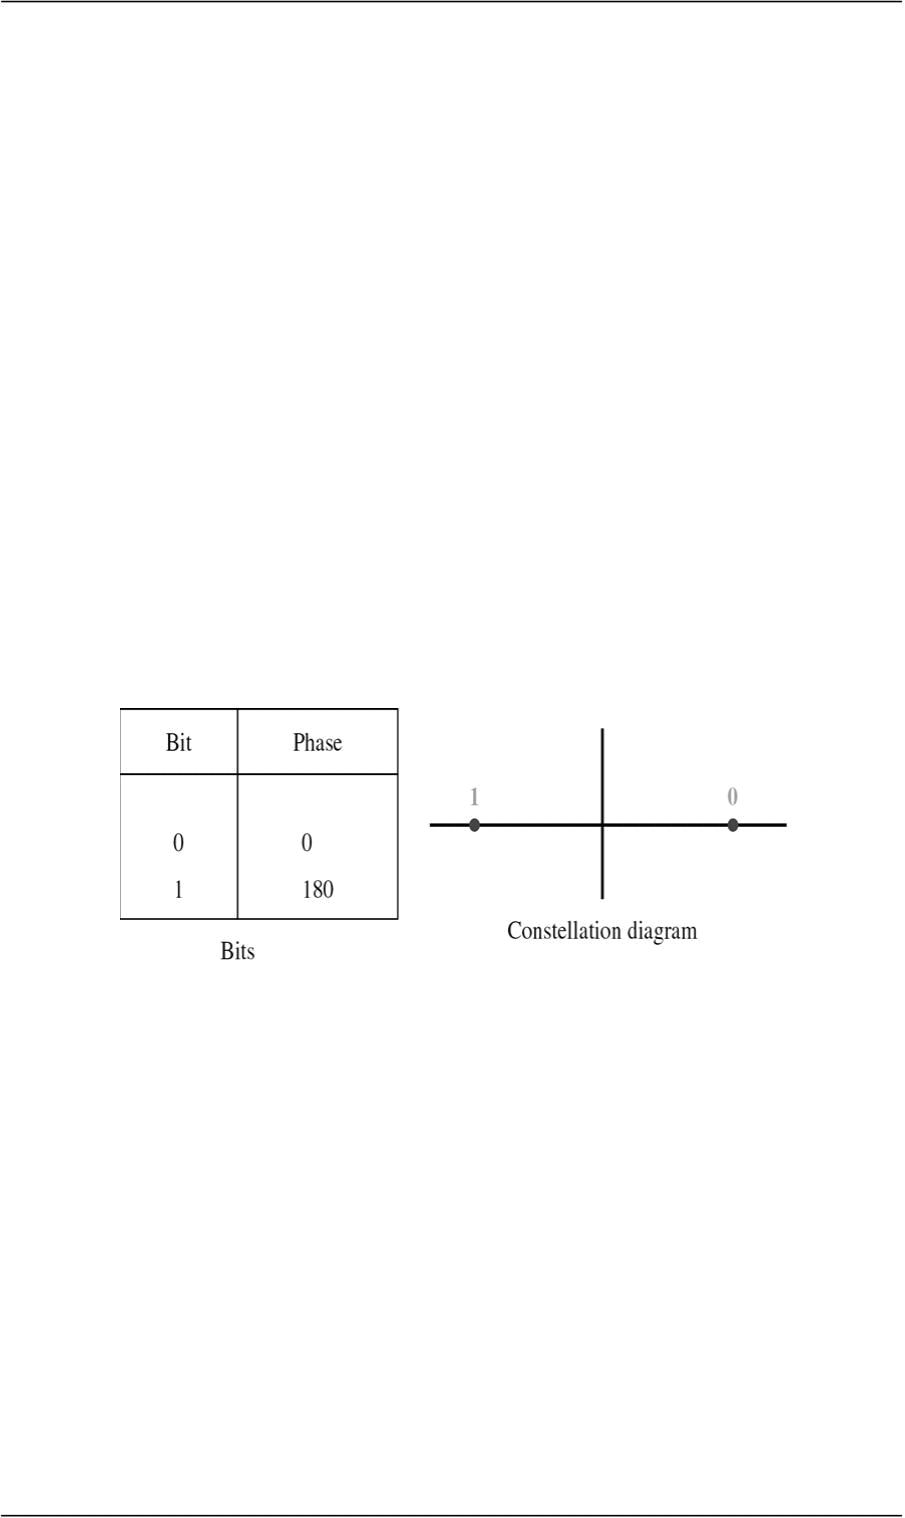 Bit Phase
0 0
1 180
Bits
1 0
Constellation diagram